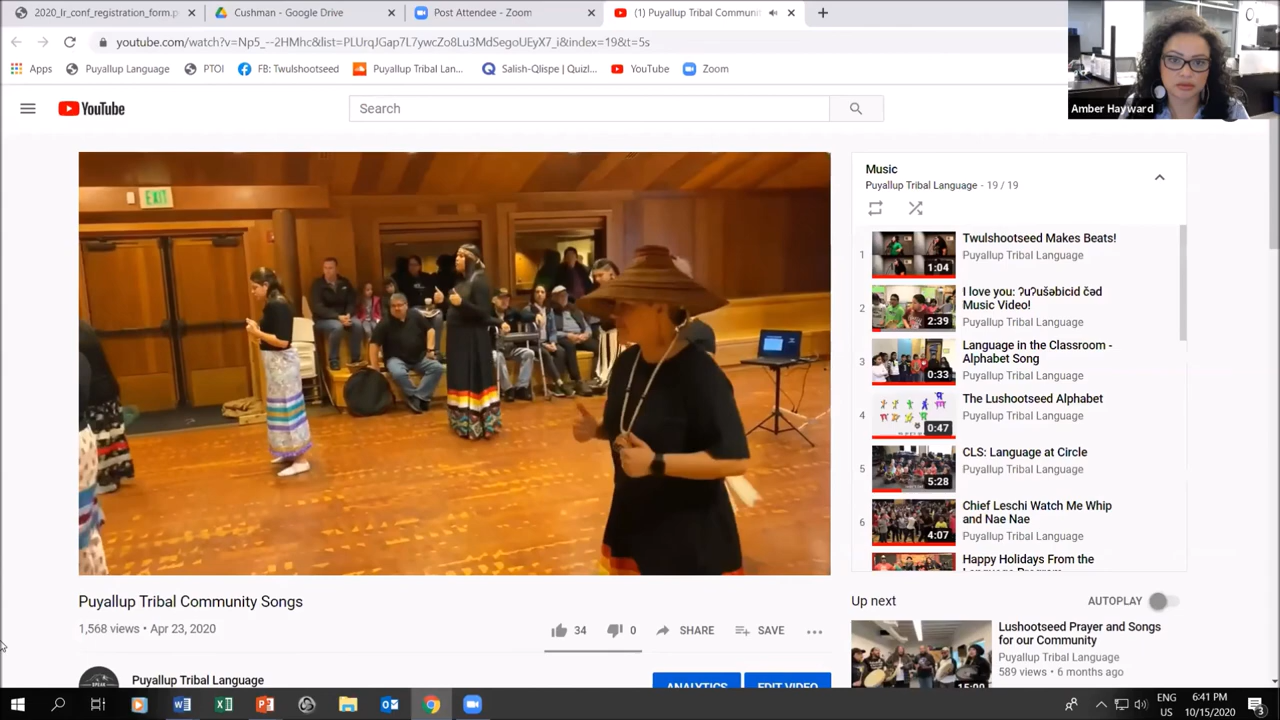 2020_lr_conf_registration_form.p
Cushman - Google Drive
Post Attendee - Zoom
(1) Puyallup Tribal Communi
youtube.com/watch?v=Np5_--2HMhc&list=PLUrqJGap7L7ywcZo8Lu3MdSegoUEyX7_i&index=19&t=5s
Apps
Puyallup Language
PTOI
FB: Twulshootseed
Puyallup Tribal Lan...
Salish-Qlispe | Quizl...
YouTube
Zoom
Amber Hayward
YouTube
Search
EXIT
Music
Puyallup Tribal Language - 19 / 19
1
Twulshootseed Makes Beats!
Puyallup Tribal Language
1:04
2
I love you: ʔuʔušəbicid čəd
Music Video!
Puyallup Tribal Language
2:39
3
Language in the Classroom -
Alphabet Song
Puyallup Tribal Language
0:33
4
The Lushootseed Alphabet
Puyallup Tribal Language
0:47
5
CLS: Language at Circle
Puyallup Tribal Language
5:28
6
Chief Leschi Watch Me Whip
and Nae Nae
Puyallup Tribal Language
4:07
Happy Holidays From the
Language Program
Puyallup Tribal Community Songs
1,568 views • Apr 23, 2020
34
0
SHARE
SAVE
Puyallup Tribal Language
ANALYTICS
EDIT VIDEO
Up next
AUTOPLAY
Lushootseed Prayer and Songs
for our Community
Puyallup Tribal Language
589 views • 6 months ago
15:00
ENG
US
6:41 PM
10/15/2020
3